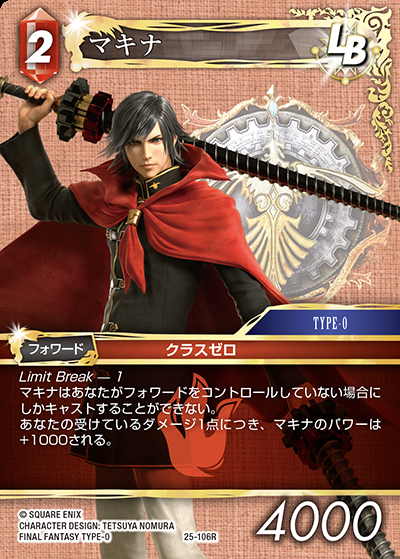 2
マキナ
LB
TYPE-0
フォワード
クラスゼロ
Limit Break — 1
マキナはあなたがフォワードをコントロールしていない場合に
しかキャストすることができない。
あなたの受けているダメージ1点につき、マキナのパワーは
+1000される。
© SQUARE ENIX
CHARACTER DESIGN: TETSUYA NOMURA
FINAL FANTASY TYPE-0
25-106R
4000